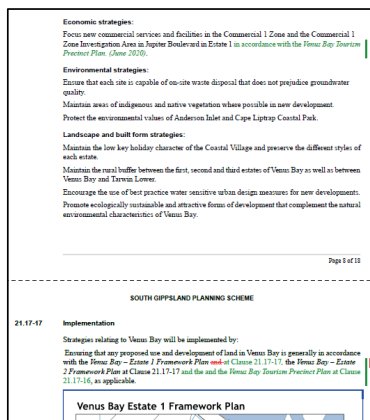 Economic strategies:
Focus new commercial services and facilities in the Commercial 1 Zone and the Commercial 1
Zone Investigation Area in Jupiter Boulevard in Estate 1 in accordance with the Venus Bay Tourism
Precinct Plan. (June 2020).
Environmental strategies:
Ensure that each site is capable of on-site waste disposal that does not prejudice groundwater
quality.
Maintain areas of indigenous and native vegetation where possible in new development.
Protect the environmental values of Anderson Inlet and Cape Liptrap Coastal Park.
Landscape and built form strategies:
Maintain the low key holiday character of the Coastal Village and preserve the different styles of
each estate.
Maintain the rural buffer between the first, second and third estates of Venus Bay as well as between
Venus Bay and Tarwin Lower.
Encourage the use of best practice water sensitive urban design measures for new developments.
Promote ecologically sustainable and attractive forms of development that complement the natural
environmental characteristics of Venus Bay.
Page 8 of 18
SOUTH GIPPSLAND PLANNING SCHEME
21.17-17 Implementation
Strategies relating to Venus Bay will be implemented by:
Ensuring that any proposed use and development of land in Venus Bay is generally in accordance
with the Venus Bay – Estate 1 Framework Plan and at Clause 21.17-17, the Venus Bay – Estate
2 Framework Plan at Clause 21.17-17 and the and the Venus Bay Tourism Precinct Plan at Clause
21.17-16, as applicable.
Venus Bay Estate 1 Framework Plan